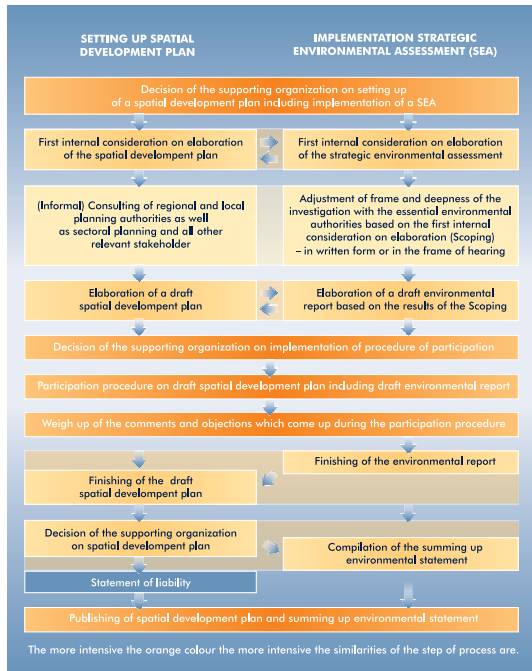 SETTING UP SPATIAL
DEVELOPMENT PLAN
IMPLEMENTATION STRATEGIC
ENVIRONMENTAL ASSESSMENT (SEA)
Decision of the supporting organization on setting up
of a spatial development plan including implementation of a SEA
First internal consideration on elaboration
of the spatial develompent plan
First internal consideration on elaboration
of the strategic environmental assessment
(Informal) Consulting of regional and local
planning authorities as well
as sectoral planning and all other
relevant stakeholder
Adjustment of frame and deepness of the
investigation with the essential environmental
authorities based on the first internal
consideration on elaboration (Scoping)
– in written form or in the frame of hearing
Elaboration of a draft
spatial development plan
Elaboration of a draft environmental
report based on the results of the Scoping
Decision of the supporting organization on implementation of procedure of participation
Participation procedure on draft spatial development plan including draft environmental report
Weigh up of the comments and objections which come up during the participation procedure
Finishing of the environmental report
Finishing of the draft
spatial develompent plan
Decision of the supporting organization
on spatial develompent plan
Compilation of the summing up
environmental statement
Statement of liability
Publishing of spatial development plan and summing up environmental statement
The more intensive the orange colour the more intensive the similarities of the step of process are.